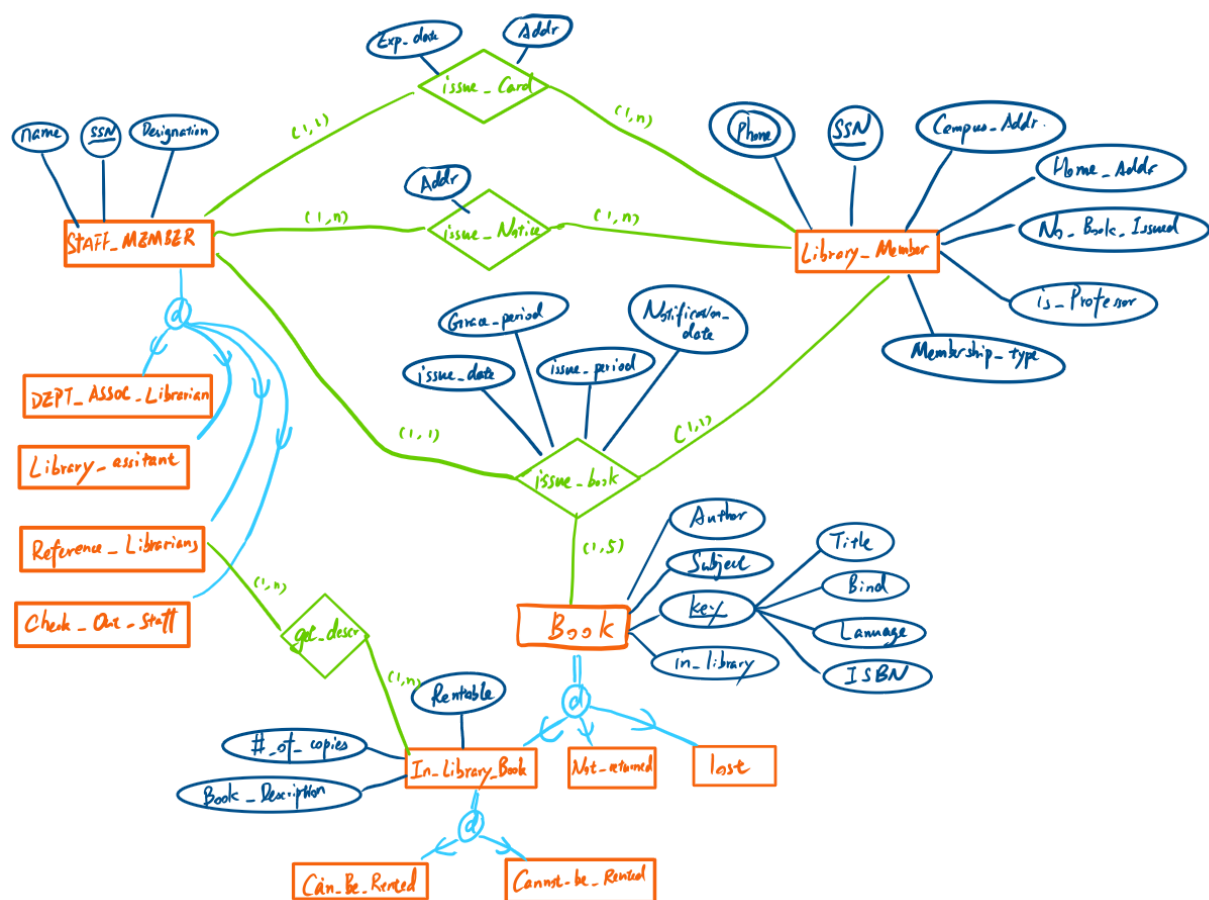 Exp_date
Addr
issue_Card
(1,1)
(1,n)
name
SSN
Designation
Phone
SSN
Campus_Addr.
Home_Addr
No_Book_Issued
is_Professor
Membership_type
STAFF_MEMBER
(1,n)
Addr
issue_Notice
(1,n)
Library_Member
d
Grace_period
Notification_date
issue_date
issue_period
DEPT_ASSOC_Librarian
Library_assitant
(1,1)
(1,1)
issue_book
Reference_Librarians
Check_Out_Staff
(1,n)
get_descr
(1,n)
(1,5)
Book
Author
Subject
key
in_library
Title
Bind
Lanuage
ISBN
d
Rentable
#_of_copies
Book_Description
In_Library_Book
Not_returned
lost
d
Can_Be_Rented
Cannot_be_Rented